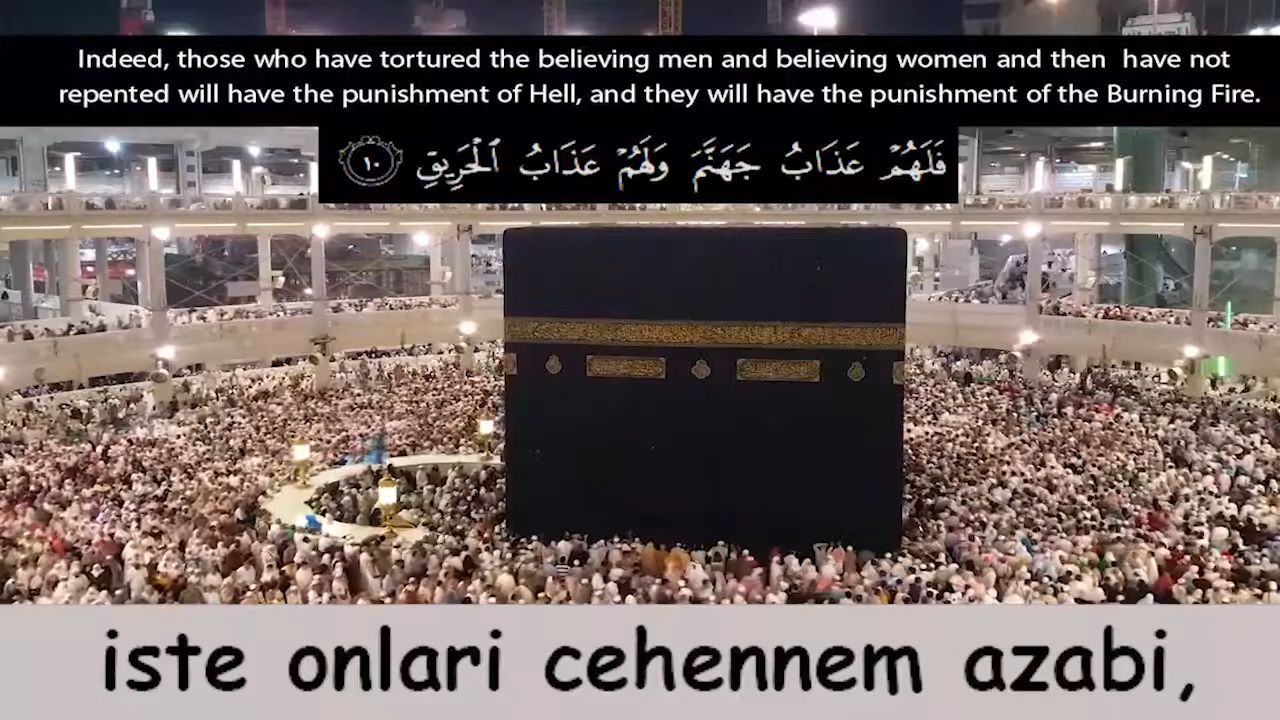 Indeed, those who have tortured the believing men and believing women and then have not
repented will have the punishment of Hell, and they will have the punishment of the Burning Fire.
فَلَهُمْ عَذَابُ جَهَنَّمَ وَلَهُمْ عَذَابُ ٱلْحَرِيقِ ١٠
iste onlari cehennem azabi,